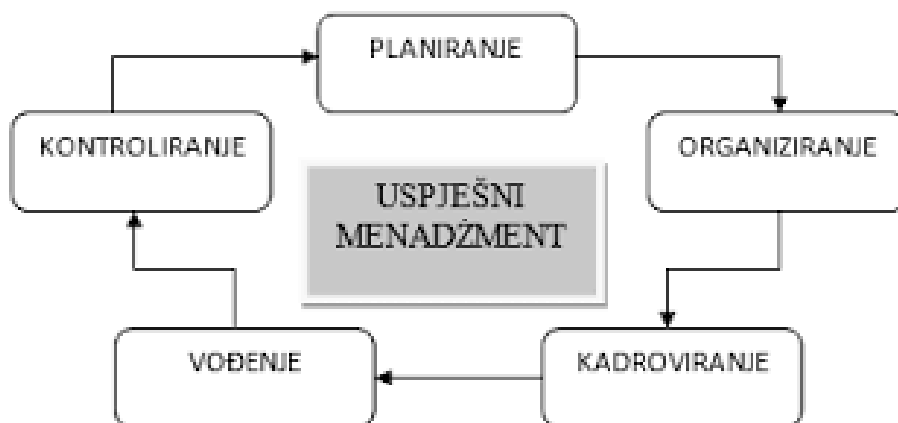 PLANIRANJE
KONTROLIRANJE
ORGANIZIRANJE
USPJEŠNI
MENADŽMENT
VOĐENJE
KADROVIRANJE